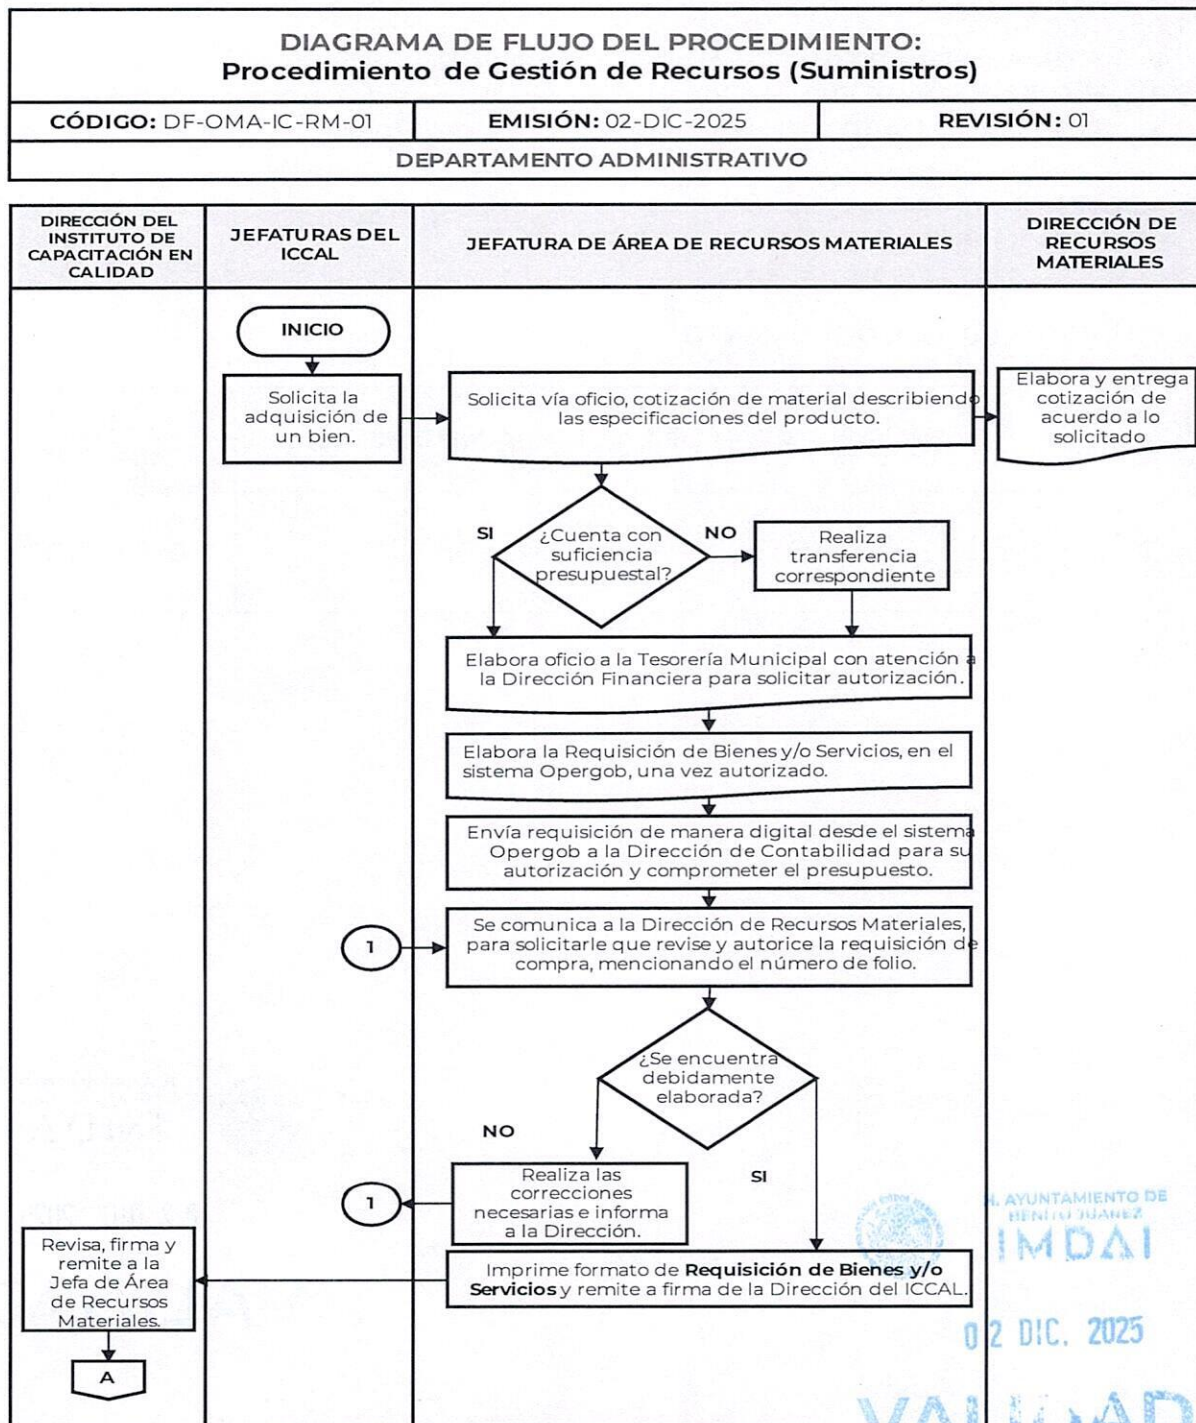 DIAGRAMA DE FLUJO DEL PROCEDIMIENTO:
Procedimiento de Gestión de Recursos (Suministros)
CÓDIGO: DF-OMA-IC-RM-01
EMISIÓN: 02-DIC-2025
REVISIÓN: 01
DEPARTAMENTO ADMINISTRATIVO
DIRECCIÓN DEL
INSTITUTO DE
CAPACITACIÓN EN
CALIDAD
JEFATURAS DEL
ICCAL
JEFATURA DE ÁREA DE RECURSOS MATERIALES
DIRECCIÓN DE
RECURSOS
MATERIALES
INICIO
Solicita la
adquisición de
un bien.
Solicita vía oficio, cotización de material describiendo
las especificaciones del producto.
Elabora y entrega
cotización de
acuerdo a lo
solicitado
SI
¿Cuenta con
suficiencia
presupuestal?
NO
Realiza
transferencia
correspondiente
Elabora oficio a la Tesorería Municipal con atención a
la Dirección Financiera para solicitar autorización.
Elabora la Requisición de Bienes y/o Servicios, en el
sistema Opergob, una vez autorizado.
Envía requisición de manera digital desde el sistema
Opergob a la Dirección de Contabilidad para su
autorización y comprometer el presupuesto.
1
Se comunica a la Dirección de Recursos Materiales,
para solicitarle que revise y autorice la requisición de
compra, mencionando el número de folio.
¿Se encuentra
debidamente
elaborada?
NO
SI
Realiza las
correcciones
necesarias e informa
a la Dirección.
1
Imprime formato de Requisición de Bienes y/o
Servicios y remite a firma de la Dirección del ICCAL.
Revisa, firma y
remite a la
Jefa de Área
de Recursos
Materiales.
A
H. AYUNTAMIENTO DE
BENITO JUAREZ
IMDAI
02 DIC. 2025